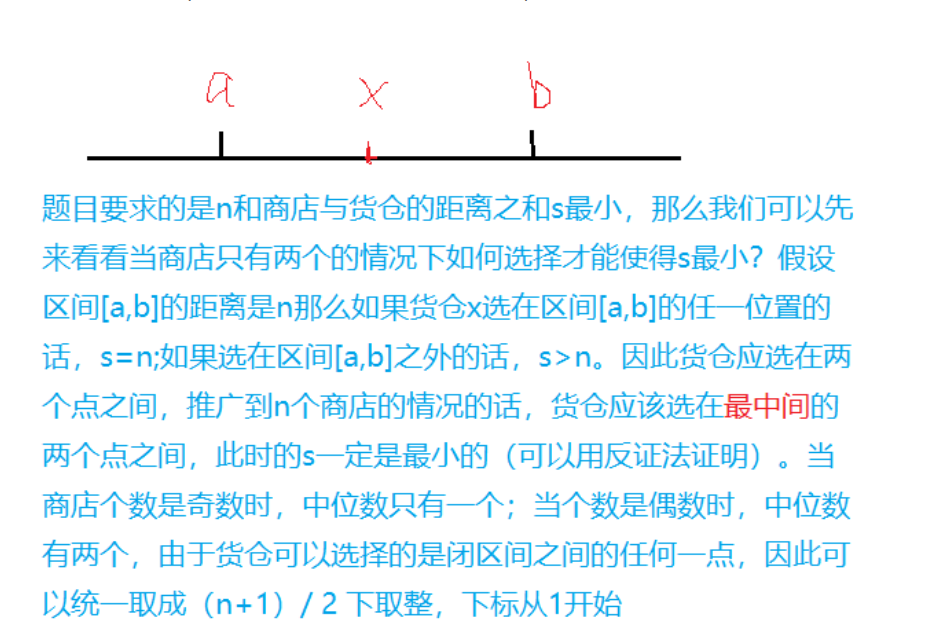 a x b
题目要求的是n和商店与货仓的距离之和s最小，那么我们可以先
来看看当商店只有两个的情况下如何选择才能使得s最小？假设
区间[a,b]的距离是n那么如果货仓x选在区间[a,b]的任一位置的
话，s=n;如果选在区间[a,b]之外的话，s>n。因此货仓应选在两
个点之间，推广到n个商店的情况的话，货仓应该选在最中间的
两个点之间，此时的s一定是最小的（可以用反证法证明）。当
商店个数是奇数时，中位数只有一个；当个数是偶数时，中位数
有两个，由于货仓可以选择的是闭区间之间的任何一点，因此可
以统一取成（n+1）/ 2 下取整，下标从1开始